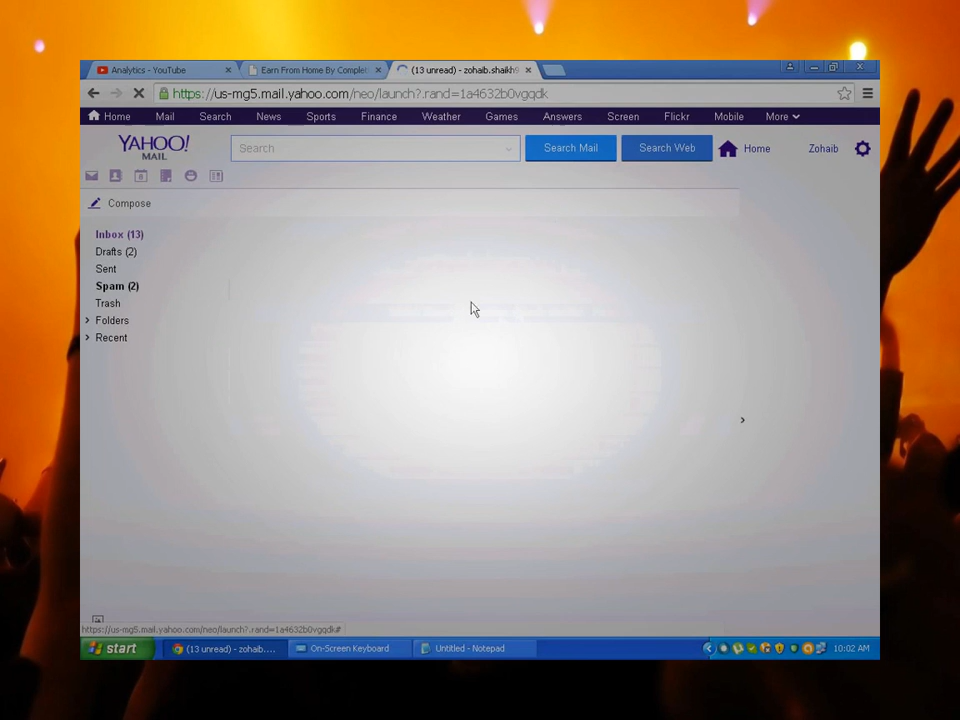 Analytics - YouTube
Earn From Home By Complet
(13 unread) - zohaib.shaikh9
https://us-mg5.mail.yahoo.com/neo/launch?.rand=1a4632b0vgqdk
Home Mail Search News Sports Finance Weather Games Answers Screen Flickr Mobile More
YAHOO!
MAIL
Search
Search Mail
Search Web
Home
Zohaib
Compose
Inbox (13)
Drafts (2)
Sent
Spam (2)
Trash
Folders
Recent
https://us-mg5.mail.yahoo.com/neo/launch?.rand=1a4632b0vgqdk#
start
(13 unread) - zohaib....
On-Screen Keyboard
Untitled - Notepad
10:02 AM